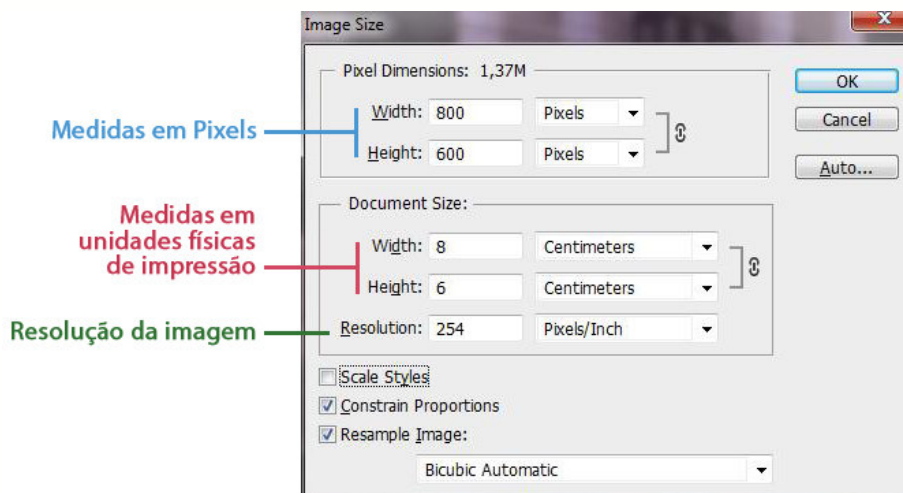 Image Size
Pixel Dimensions: 1,37M
OK
Medidas em Pixels
Width: 800 Pixels
Cancel
Height: 600 Pixels
Auto...
Document Size:
Medidas em
unidades físicas
de impressão
Width: 8 Centimeters
Height: 6 Centimeters
Resolução da imagem
Resolution: 254 Pixels/Inch
Scale Styles
Constrain Proportions
Resample Image:
Bicubic Automatic